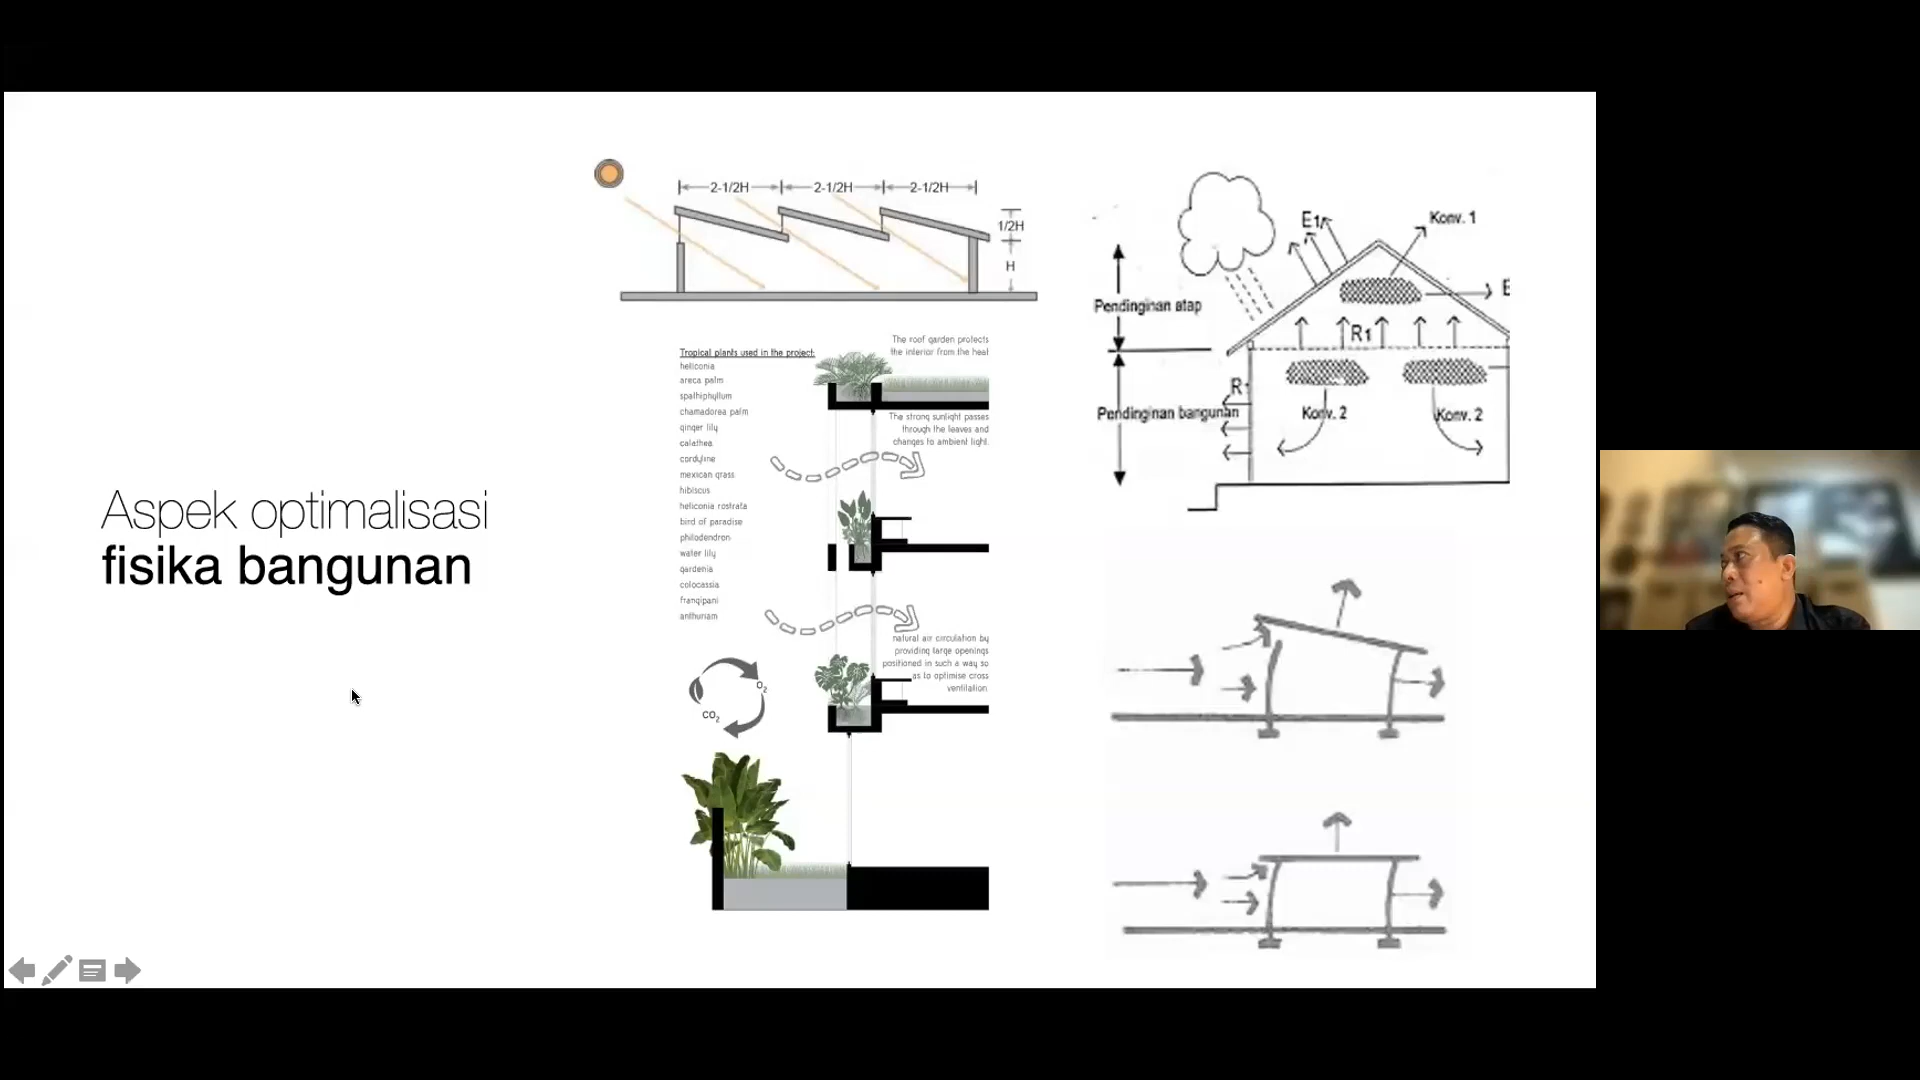 Aspek optimalisasi
fisika bangunan
2-1/2H
2-1/2H
2-1/2H
1/2H
H
Tropical plants used in the project:
heliconia
areca palm
spathiphyllum
chamadorea palm
ginger lily
calathea
cordyline
mexican grass
hibiscus
heliconia rostrata
bird of paradise
philodendron
water lily
gardenia
colocassia
frangipani
anthuriam
The roof garden protects
the interior from the heat
The strong sunlight passes
through the leaves and
changes to ambient light.
natural air circulation by
providing large openings
positioned in such a way so
as to optimise cross
ventilation.
O2
CO2
E1
Konv. 1
E
Pendinginan atap
R1
R1
Pendinginan bangunan
Konv. 2
Konv. 2